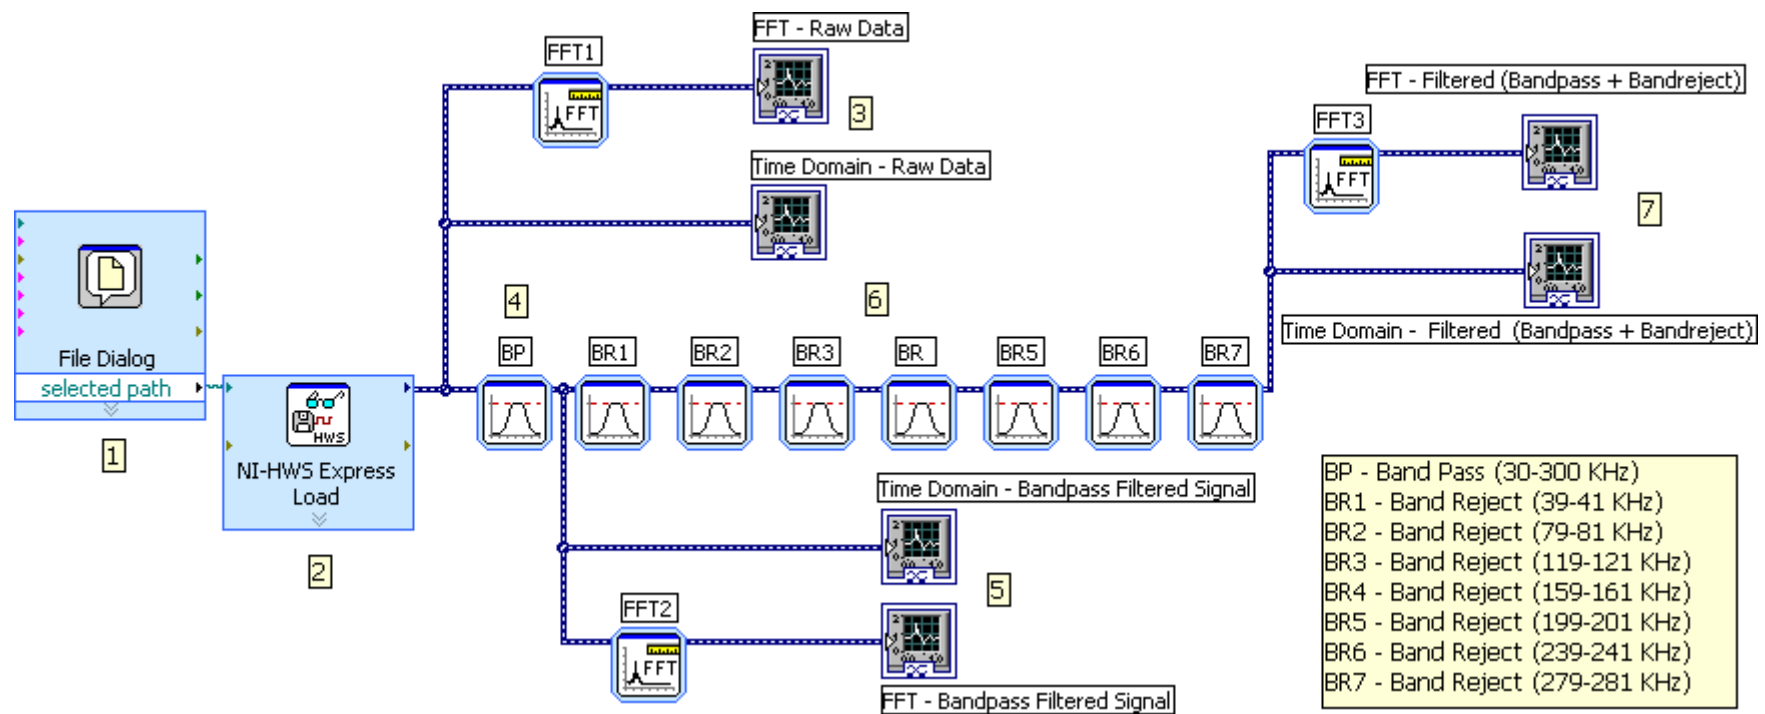 FFT - Raw Data
FFT1
3
Time Domain - Raw Data
FFT - Filtered (Bandpass + Bandreject)
FFT3
7
Time Domain -  Filtered  (Bandpass + Bandreject)
File Dialog
selected path
1
HWS
NI-HWS Express
Load
2
4
6
BP
BR1
BR2
BR3
BR
BR5
BR6
BR7
Time Domain - Bandpass Filtered Signal
5
FFT2
FFT - Bandpass Filtered Signal
FFT
FFT
FFT
BP - Band Pass (30-300 KHz)
BR1 - Band Reject (39-41 KHz)
BR2 - Band Reject (79-81 KHz)
BR3 - Band Reject (119-121 KHz)
BR4 - Band Reject (159-161 KHz)
BR5 - Band Reject (199-201 KHz)
BR6 - Band Reject (239-241 KHz)
BR7 - Band Reject (279-281 KHz)